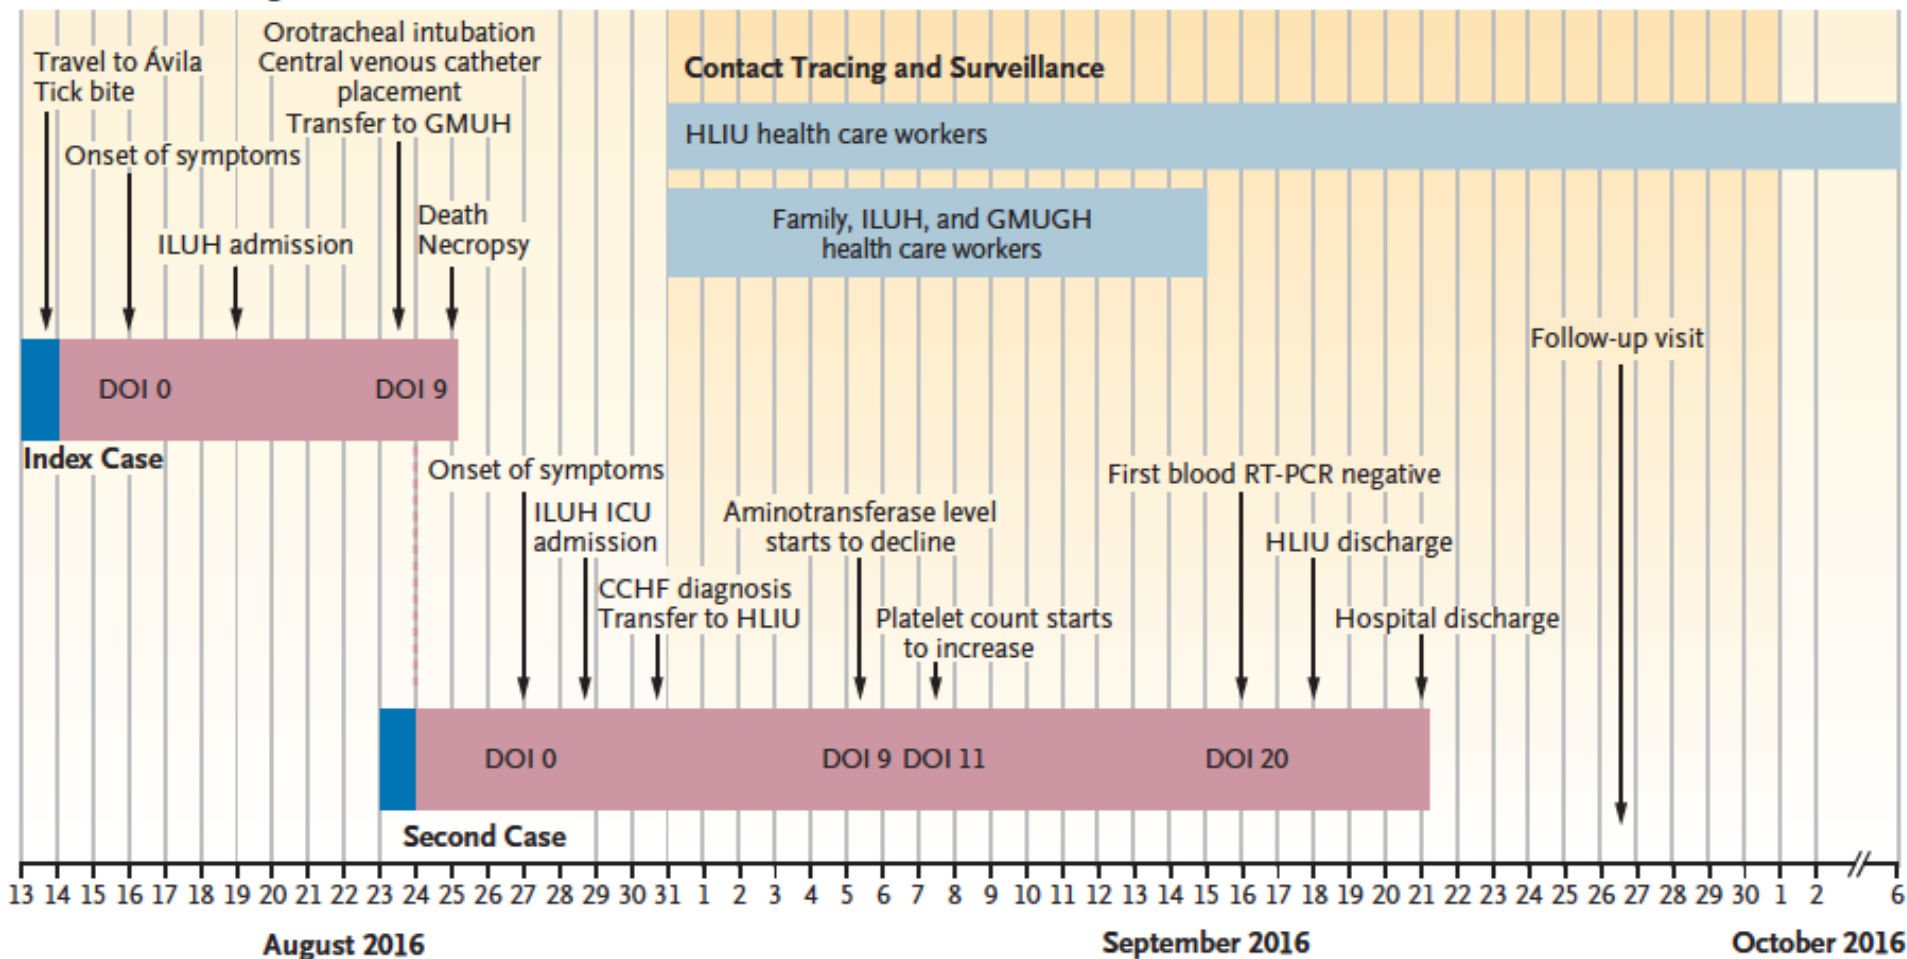 Travel to Ávila
Tick bite
Onset of symptoms
ILUH admission
Orotracheal intubation
Central venous catheter
placement
Transfer to GMUH
Death
Necropsy
Contact Tracing and Surveillance
HLIU health care workers
Family, ILUH, and GMUGH
health care workers
Follow-up visit
DOI 0
DOI 9
Index Case
Onset of symptoms
ILUH ICU
admission
CCHF diagnosis
Transfer to HLIU
Aminotransferase level
starts to decline
Platelet count starts
to increase
First blood RT-PCR negative
HLIU discharge
Hospital discharge
DOI 0
DOI 9
DOI 11
DOI 20
Second Case
13 14 15 16 17 18 19 20 21 22 23 24 25 26 27 28 29 30 31 1 2 3 4 5 6 7 8 9 10 11 12 13 14 15 16 17 18 19 20 21 22 23 24 25 26 27 28 29 30 1 2 // 6
August 2016
September 2016
October 2016